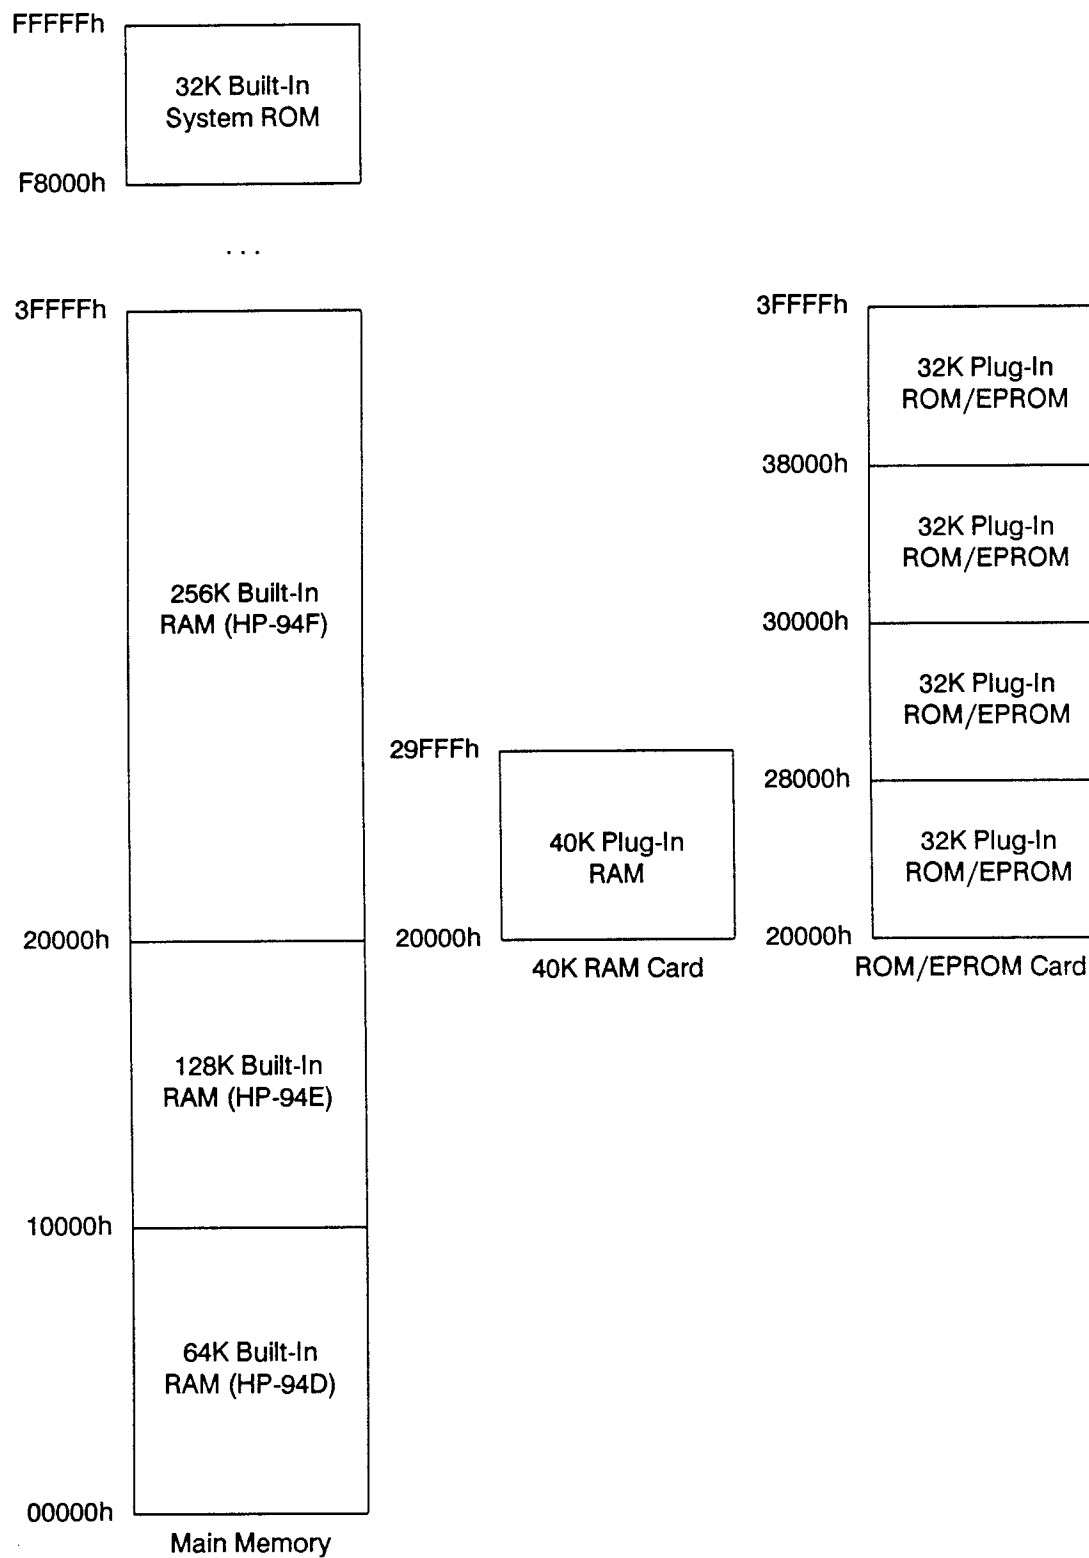 FFFFFh
32K Built-In
System ROM
F8000h
...
3FFFFh
256K Built-In
RAM (HP-94F)
20000h
128K Built-In
RAM (HP-94E)
10000h
64K Built-In
RAM (HP-94D)
00000h
Main Memory
29FFFh
40K Plug-In
RAM
20000h
40K RAM Card
3FFFFh
32K Plug-In
ROM/EPROM
38000h
32K Plug-In
ROM/EPROM
30000h
32K Plug-In
ROM/EPROM
28000h
32K Plug-In
ROM/EPROM
20000h
ROM/EPROM Card